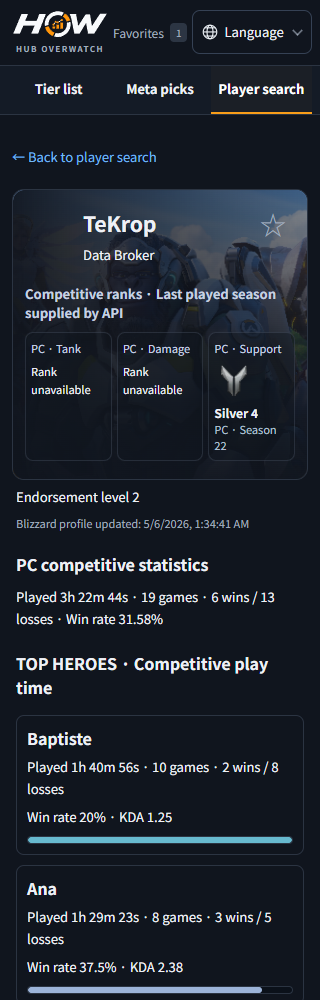 HOW
HUB OVERWATCH
Favorites 1
Language
Tier list
Meta picks
Player search
← Back to player search
TeKrop
Data Broker
Competitive ranks · Last played season
supplied by API
PC · Tank
Rank
unavailable
PC · Damage
Rank
unavailable
PC · Support
Silver 4
PC · Season
22
Endorsement level 2
Blizzard profile updated: 5/6/2026, 1:34:41 AM
PC competitive statistics
Played 3h 22m 44s · 19 games · 6 wins / 13
losses · Win rate 31.58%
TOP HEROES · Competitive play
time
Baptiste
Played 1h 40m 56s · 10 games · 2 wins / 8
losses
Win rate 20% · KDA 1.25
Ana
Played 1h 29m 23s · 8 games · 3 wins / 5
losses
Win rate 37.5% · KDA 2.38